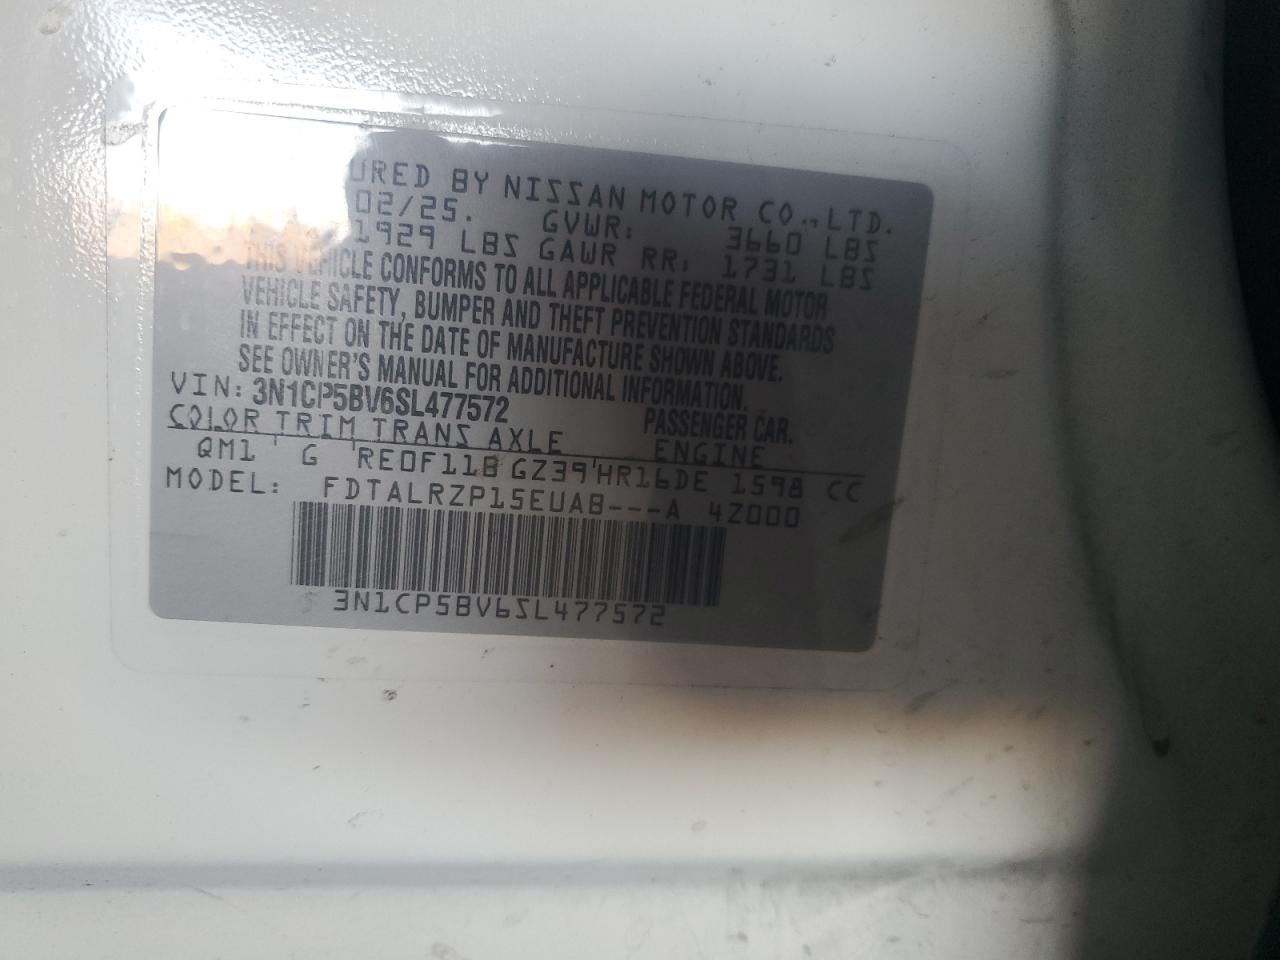 URED BY NISSAN MOTOR CO., LTD.
02/25. GVWR: 3660 LBS
1929 LBS GAWR RR: 1731 LBS
THIS VEHICLE CONFORMS TO ALL APPLICABLE FEDERAL MOTOR
VEHICLE SAFETY, BUMPER AND THEFT PREVENTION STANDARDS
IN EFFECT ON THE DATE OF MANUFACTURE SHOWN ABOVE.
SEE OWNER'S MANUAL FOR ADDITIONAL INFORMATION.
VIN: 3N1CP5BV6SL477572 PASSENGER CAR.
COLOR TRIM TRANS AXLE ENGINE
QM1 G RE0F11B GZ39 HR16DE 1598 CC
MODEL: FDTALRZP15EUAB---A 4Z000
3N1CP5BV6SL477572